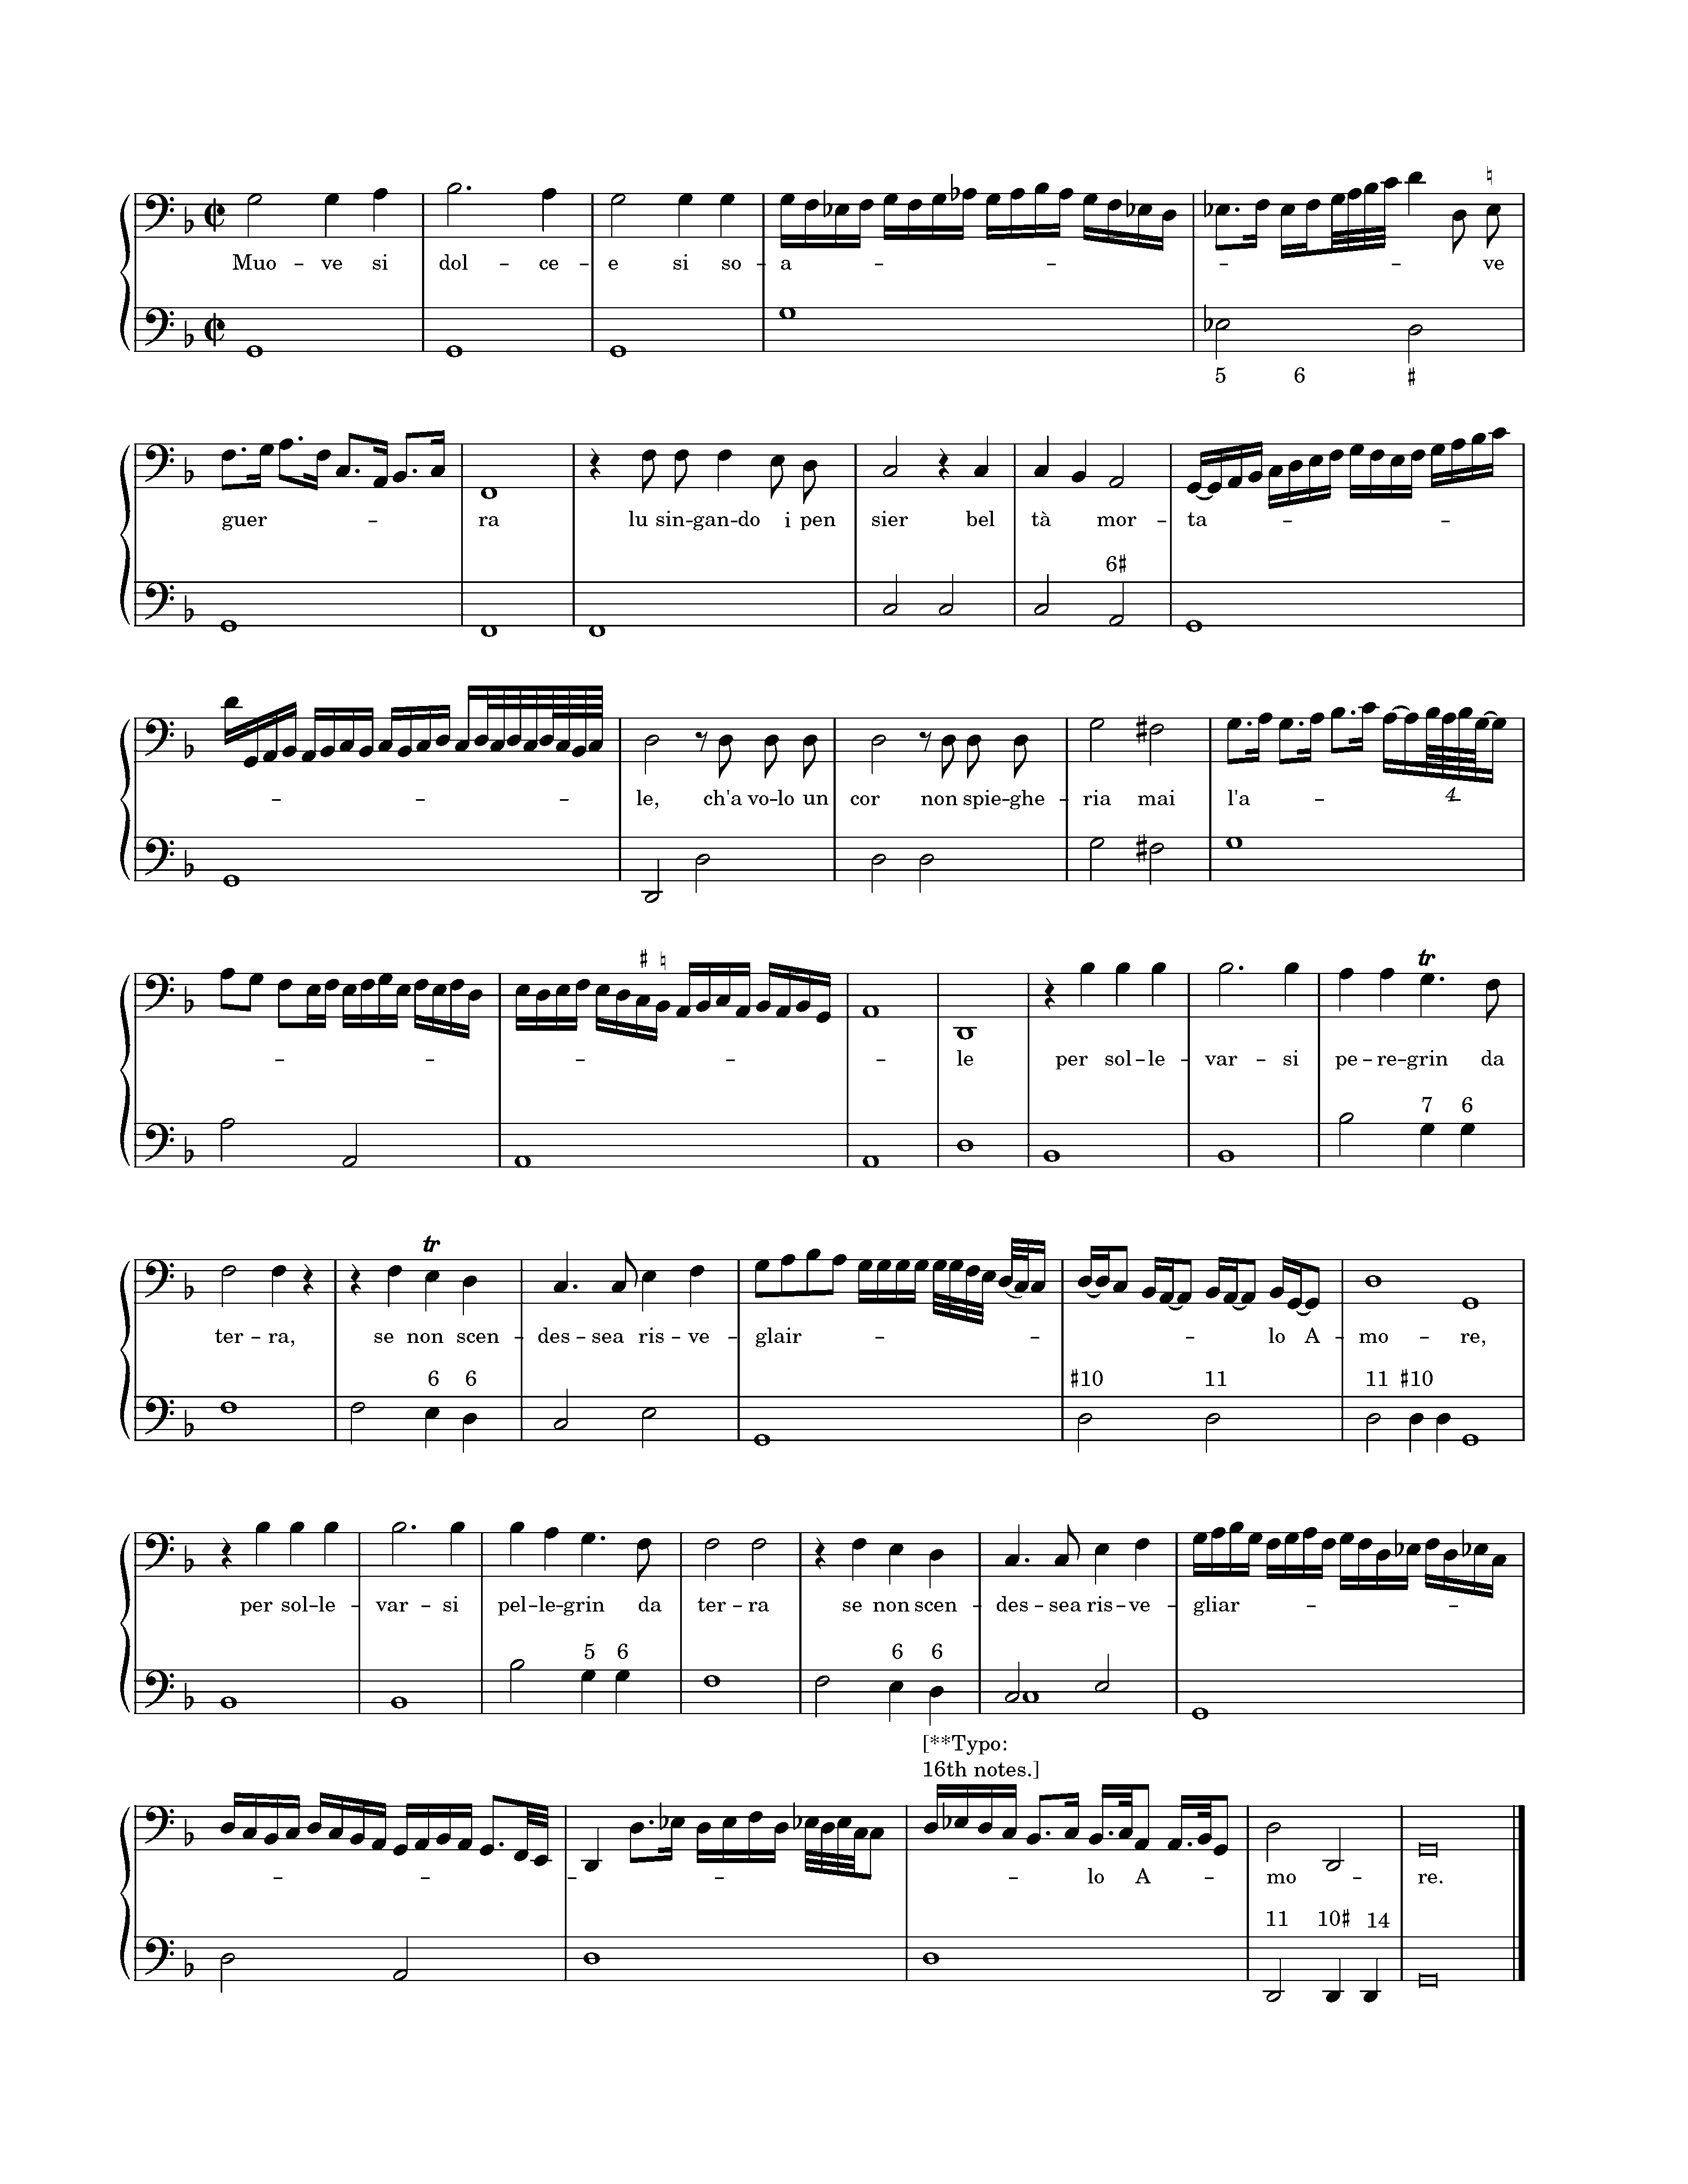 Muo - ve si dol - ce - e si so - a - - - - - - ve
5 6 ♯
guer - - ra lu sin-gan-do i pen sier bel tà mor - ta - - -
6♯
- - - le, ch'a vo-lo un cor non spie-ghe - ria mai l'a - - -
4
- - - - - le per sol-le - var - si pe-re-grin da
7 6
ter - ra, se non scen - des - sea ris - ve - glair - - - - lo A - mo - re,
6 6 ♯10 11 11 ♯10
per sol-le - var - si pel-le-grin da ter - ra se non scen - des - sea ris - ve - gliar - - -
5 6 6 6
[**Typo:
16th notes.]
- - - - - lo A - mo - re.
11 10♯ 14